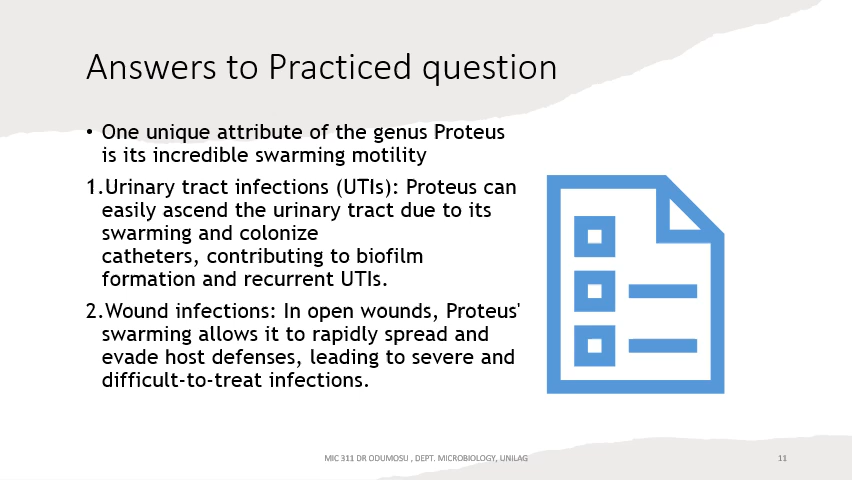 Answers to Practiced question
• One unique attribute of the genus Proteus
is its incredible swarming motility
1.Urinary tract infections (UTIs): Proteus can
easily ascend the urinary tract due to its
swarming and colonize
catheters, contributing to biofilm
formation and recurrent UTIs.
2.Wound infections: In open wounds, Proteus'
swarming allows it to rapidly spread and
evade host defenses, leading to severe and
difficult-to-treat infections.
MIC 311 DR ODUMOSU , DEPT. MICROBIOLOGY, UNILAG
11